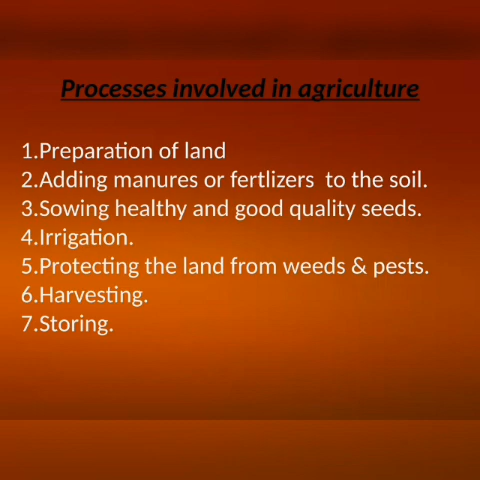 Processes involved in agriculture
1.Preparation of land
2.Adding manures or fertlizers  to the soil.
3.Sowing healthy and good quality seeds.
4.Irrigation.
5.Protecting the land from weeds & pests.
6.Harvesting.
7.Storing.